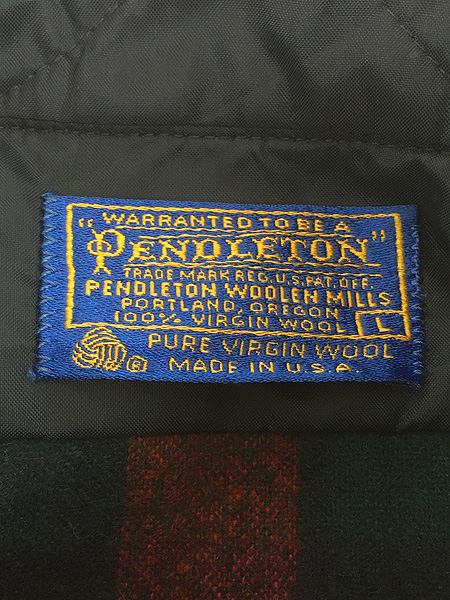 WARRANTED TO BE A
"PENDLETON"
TRADE MARK REG. U.S. PAT. OFF.
PENDLETON WOOLEN MILLS
PORTLAND, OREGON
100% VIRGIN WOOL L
PURE VIRGIN WOOL
® MADE IN U.S.A.